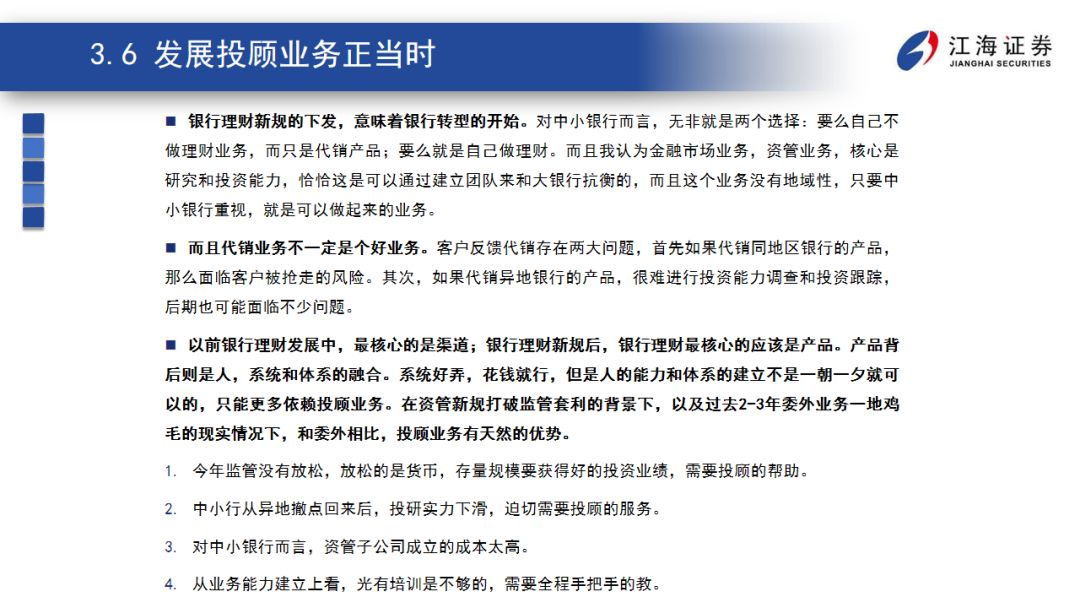 3.6 发展投顾业务正当时
江海证券
JIANGHAI SECURITIES
■ 银行理财新规的下发，意味着银行转型的开始。对中小银行而言，无非就是两个选择：要么自己不
做理财业务，而只是代销产品；要么就是自己做理财。而且我认为金融市场业务，资管业务，核心是
研究和投资能力，恰恰这是可以通过建立团队来和大银行抗衡的，而且这个业务没有地域性，只要中
小银行重视，就是可以做起来的业务。
■ 而且代销业务不一定是个好业务。客户反馈代销存在两大问题，首先如果代销同地区银行的产品，
那么面临客户被抢走的风险。其次，如果代销异地银行的产品，很难进行投资能力调查和投资跟踪，
后期也可能面临不少问题。
■ 以前银行理财发展中，最核心的是渠道；银行理财新规后，银行理财最核心的应该是产品。产品背
后则是人，系统和体系的融合。系统好弄，花钱就行，但是人的能力和体系的建立不是一朝一夕就可
以的，只能更多依赖投顾业务。在资管新规打破监管套利的背景下，以及过去2-3年委外业务一地鸡
毛的现实情况下，和委外相比，投顾业务有天然的优势。
1. 今年监管没有放松，放松的是货币，存量规模要获得好的投资业绩，需要投顾的帮助。
2. 中小行从异地撤点回来后，投研实力下滑，迫切需要投顾的服务。
3. 对中小银行而言，资管子公司成立的成本太高。
4. 从业务能力建立上看，光有培训是不够的，需要全程手把手的教。